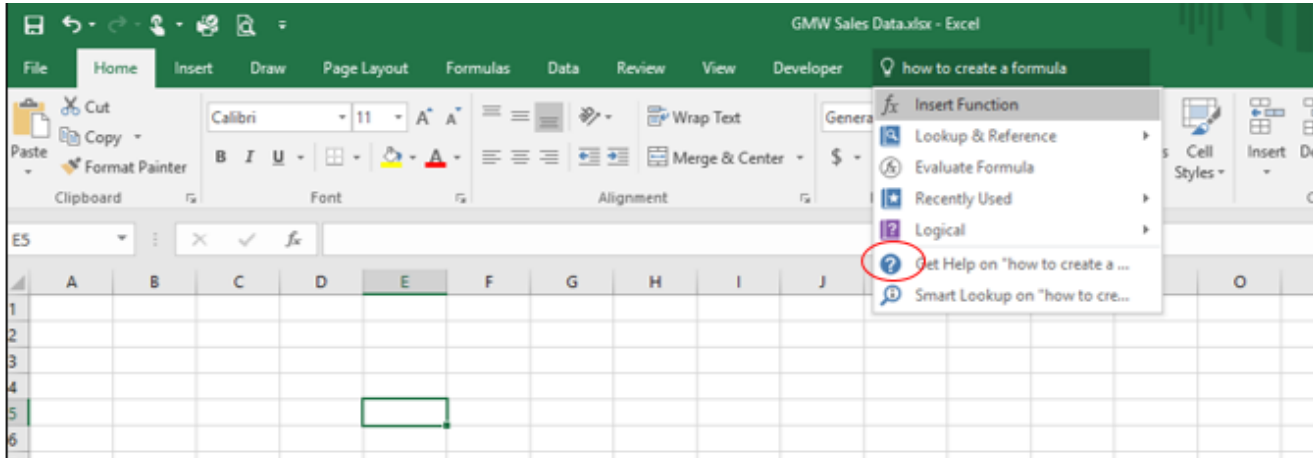 GMW Sales Data.xlsx - Excel
File Home Insert Draw Page Layout Formulas Data Review View Developer how to create a formula
Paste
Cut
Copy
Format Painter
Clipboard
Calibri 11
B I U
Font
Wrap Text
Merge & Center
Alignment
$
Cell
Styles
Insert
fx Insert Function
Lookup & Reference
Evaluate Formula
Recently Used
Logical
Get Help on "how to create a ...
Smart Lookup on "how to cre...
E5 fx
A B C D E F G H I J O
1
2
3
4
5
6